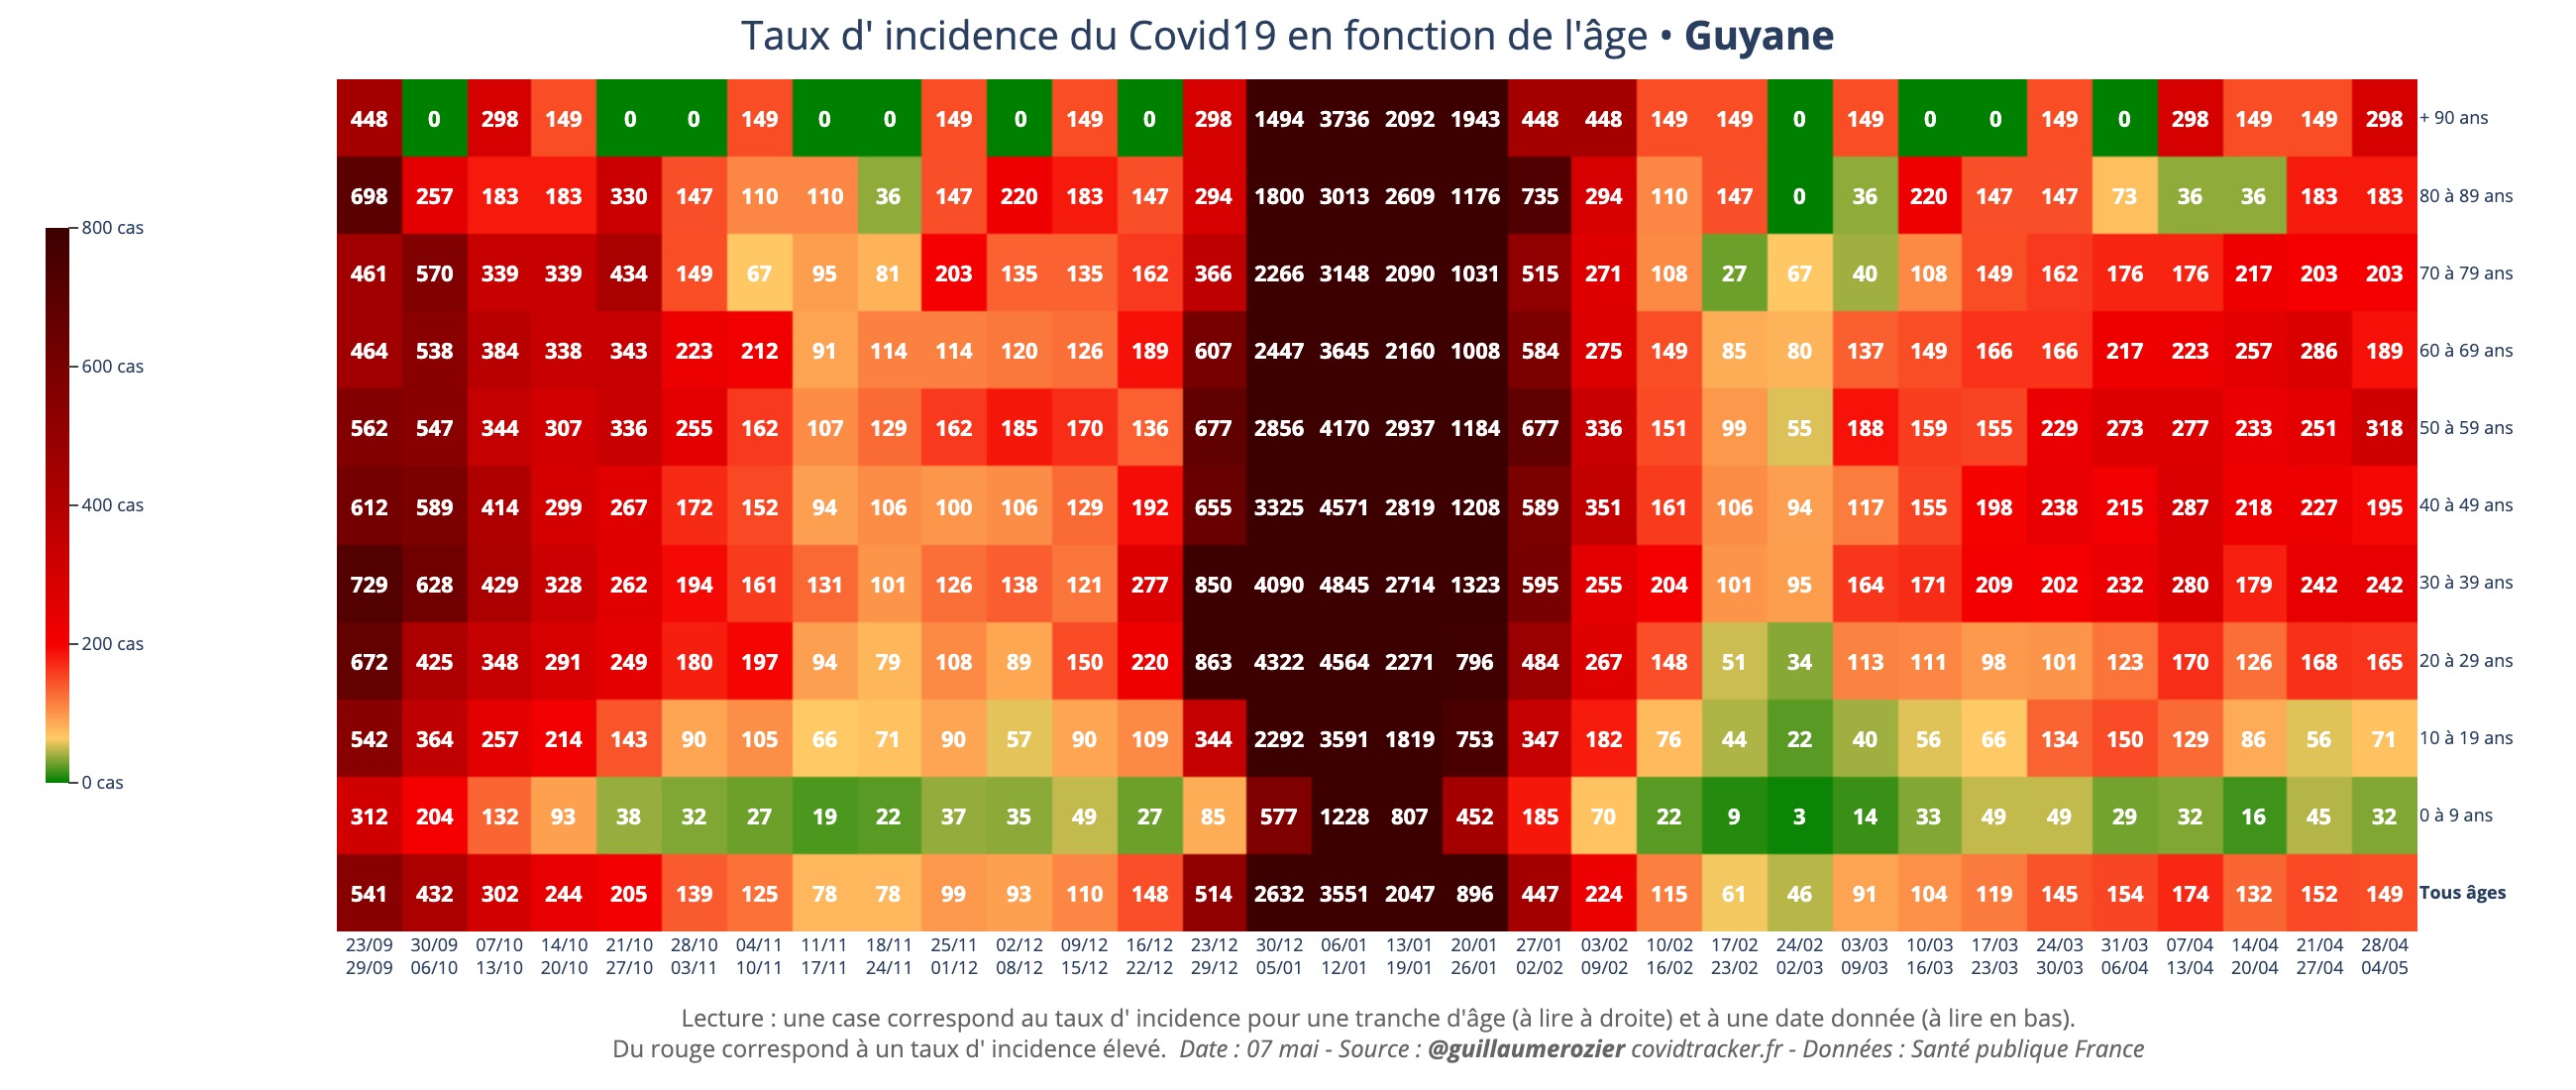 Taux d' incidence du Covid19 en fonction de l'âge • Guyane
800 cas
600 cas
400 cas
200 cas
0 cas
448 0 298 149 0 0 149 0 0 149 0 149 0 298 1494 3736 2092 1943 448 448 149 149 0 149 0 0 149 0 298 149 149 298 + 90 ans
698 257 183 183 330 147 110 110 36 147 220 183 147 294 1800 3013 2609 1176 735 294 110 147 0 36 220 147 147 73 36 36 183 183 80 à 89 ans
461 570 339 339 434 149 67 95 81 203 135 135 162 366 2266 3148 2090 1031 515 271 108 27 67 40 108 149 162 176 176 217 203 203 70 à 79 ans
464 538 384 338 343 223 212 91 114 114 120 126 189 607 2447 3645 2160 1008 584 275 149 85 80 137 149 166 166 217 223 257 286 189 60 à 69 ans
562 547 344 307 336 255 162 107 129 162 185 170 136 677 2856 4170 2937 1184 677 336 151 99 55 188 159 155 229 273 277 233 251 318 50 à 59 ans
612 589 414 299 267 172 152 94 106 100 106 129 192 655 3325 4571 2819 1208 589 351 161 106 94 117 155 198 238 215 287 218 227 195 40 à 49 ans
729 628 429 328 262 194 161 131 101 126 138 121 277 850 4090 4845 2714 1323 595 255 204 101 95 164 171 209 202 232 280 179 242 242 30 à 39 ans
672 425 348 291 249 180 197 94 79 108 89 150 220 863 4322 4564 2271 796 484 267 148 51 34 113 111 98 101 123 170 126 168 165 20 à 29 ans
542 364 257 214 143 90 105 66 71 90 57 90 109 344 2292 3591 1819 753 347 182 76 44 22 40 56 66 134 150 129 86 56 71 10 à 19 ans
312 204 132 93 38 32 27 19 22 37 35 49 27 85 577 1228 807 452 185 70 22 9 3 14 33 49 49 29 32 16 45 32 0 à 9 ans
541 432 302 244 205 139 125 78 78 99 93 110 148 514 2632 3551 2047 896 447 224 115 61 46 91 104 119 145 154 174 132 152 149 Tous âges
23/09 30/09 07/10 14/10 21/10 28/10 04/11 11/11 18/11 25/11 02/12 09/12 16/12 23/12 30/12 06/01 13/01 20/01 27/01 03/02 10/02 17/02 24/02 03/03 10/03 17/03 24/03 31/03 07/04 14/04 21/04 28/04
29/09 06/10 13/10 20/10 27/10 03/11 10/11 17/11 24/11 01/12 08/12 15/12 22/12 29/12 05/01 12/01 19/01 26/01 02/02 09/02 16/02 23/02 02/03 09/03 16/03 23/03 30/03 06/04 13/04 20/04 27/04 04/05
Lecture : une case correspond au taux d' incidence pour une tranche d'âge (à lire à droite) et à une date donnée (à lire en bas).
Du rouge correspond à un taux d' incidence élevé. Date : 07 mai - Source : @guillaumerozier covidtracker.fr - Données : Santé publique France